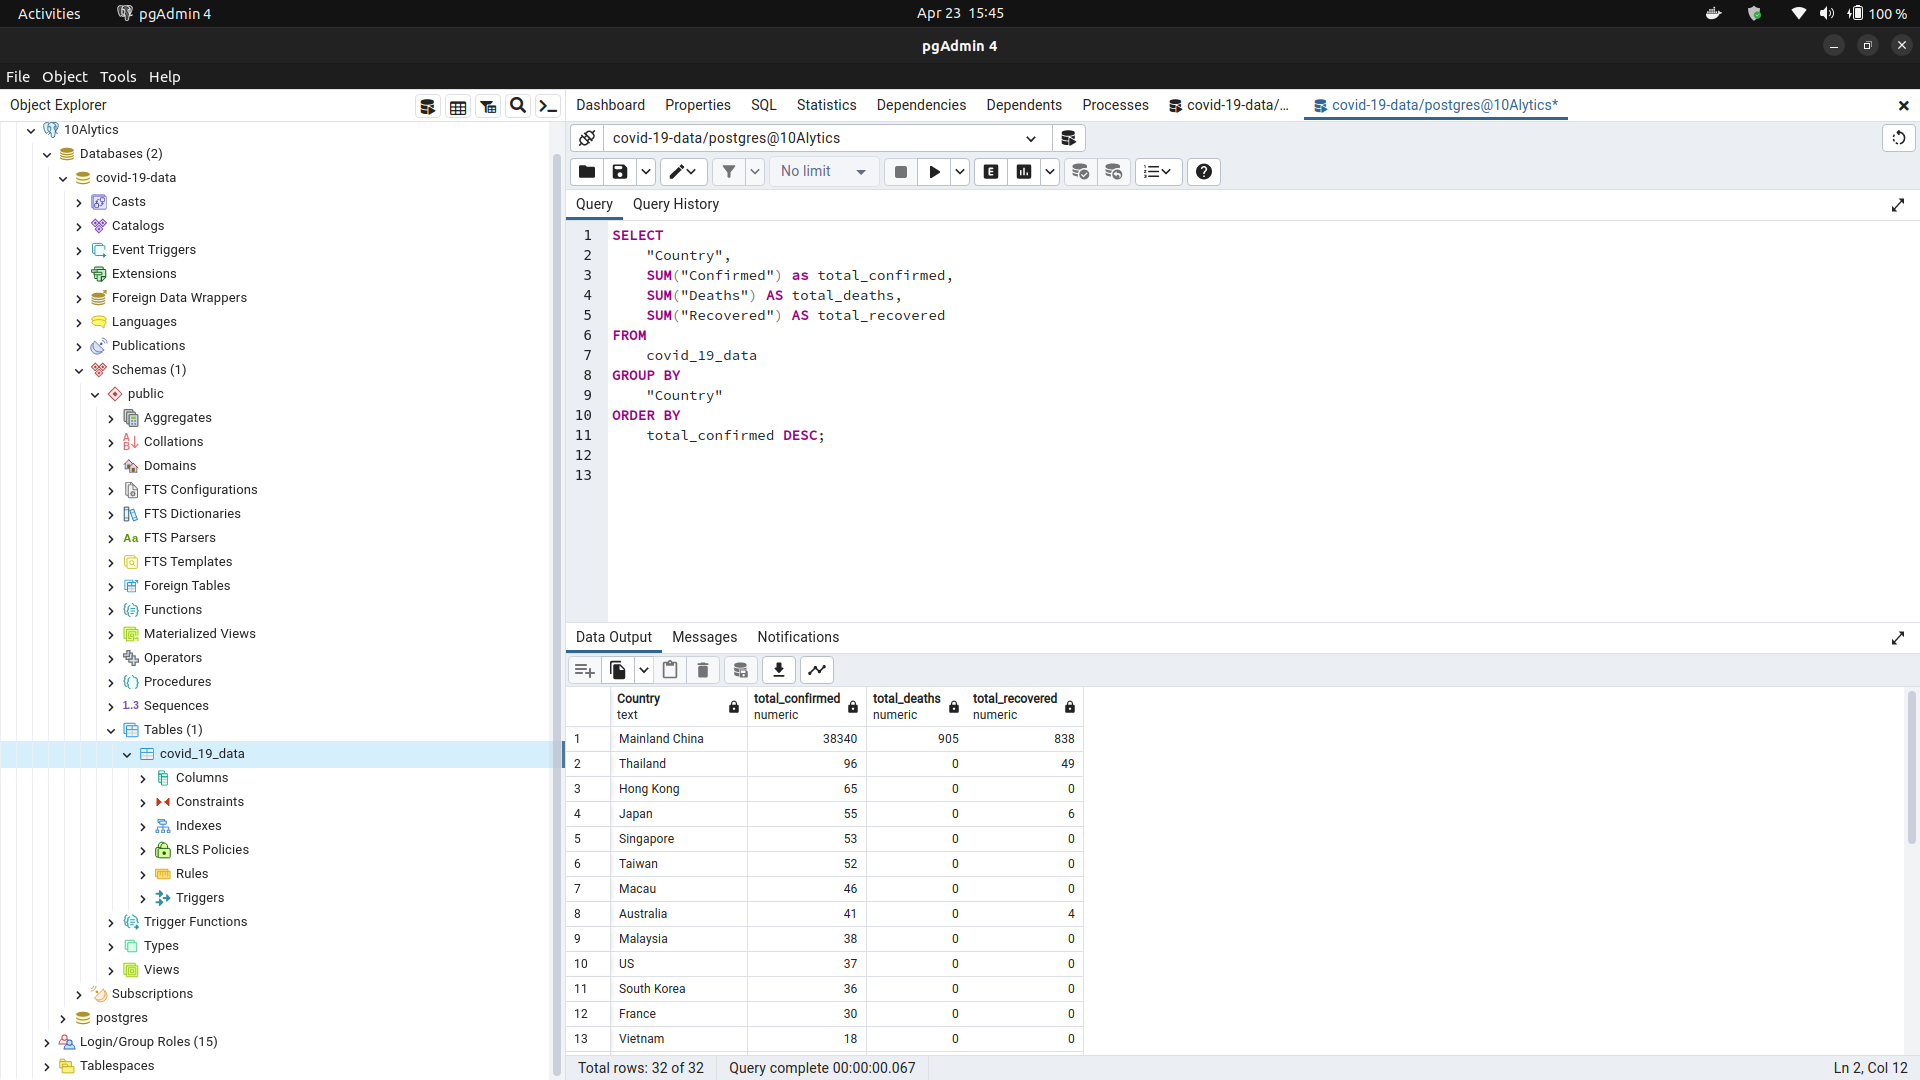 Activities pgAdmin 4 Apr 23 15:45 100 %
pgAdmin 4
File Object Tools Help
Object Explorer
10Alytics
Databases (2)
covid-19-data
Casts
Catalogs
Event Triggers
Extensions
Foreign Data Wrappers
Languages
Publications
Schemas (1)
public
Aggregates
Collations
Domains
FTS Configurations
FTS Dictionaries
Aa FTS Parsers
FTS Templates
Foreign Tables
Functions
Materialized Views
Operators
Procedures
1.3 Sequences
Tables (1)
covid_19_data
Columns
Constraints
Indexes
RLS Policies
Rules
Triggers
Trigger Functions
Types
Views
Subscriptions
postgres
Login/Group Roles (15)
Tablespaces
Dashboard Properties SQL Statistics Dependencies Dependents Processes covid-19-data/... covid-19-data/postgres@10Alytics*
covid-19-data/postgres@10Alytics
No limit E
Query Query History
1 SELECT
2 "Country",
3 SUM("Confirmed") as total_confirmed,
4 SUM("Deaths") AS total_deaths,
5 SUM("Recovered") AS total_recovered
6 FROM
7 covid_19_data
8 GROUP BY
9 "Country"
10 ORDER BY
11 total_confirmed DESC;
12
13
Data Output Messages Notifications
Country total_confirmed total_deaths total_recovered
text numeric numeric numeric
1 Mainland China 38340 905 838
2 Thailand 96 0 49
3 Hong Kong 65 0 0
4 Japan 55 0 6
5 Singapore 53 0 0
6 Taiwan 52 0 0
7 Macau 46 0 0
8 Australia 41 0 4
9 Malaysia 38 0 0
10 US 37 0 0
11 South Korea 36 0 0
12 France 30 0 0
13 Vietnam 18 0 0
Total rows: 32 of 32 Query complete 00:00:00.067 Ln 2, Col 12